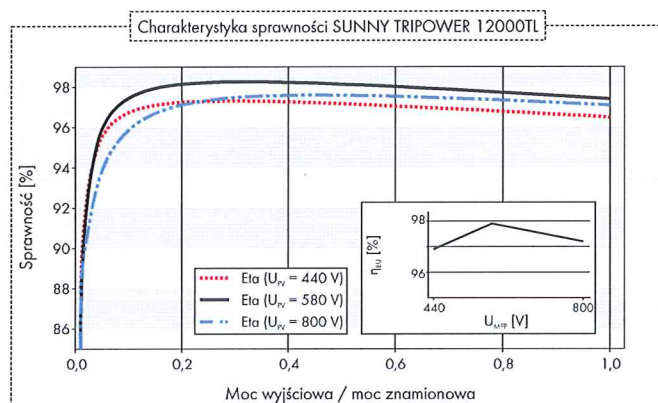 Charakterystyka sprawności SUNNY TRIPOWER 12000TL
Sprawność [%]
98
96
94
92
90
88
86
Eta (U_PV = 440 V)
Eta (U_PV = 580 V)
Eta (U_PV = 800 V)
η_EU [%]
98
96
440
800
U_MPP [V]
0,0
0,2
0,4
0,6
0,8
1,0
Moc wyjściowa / moc znamionowa